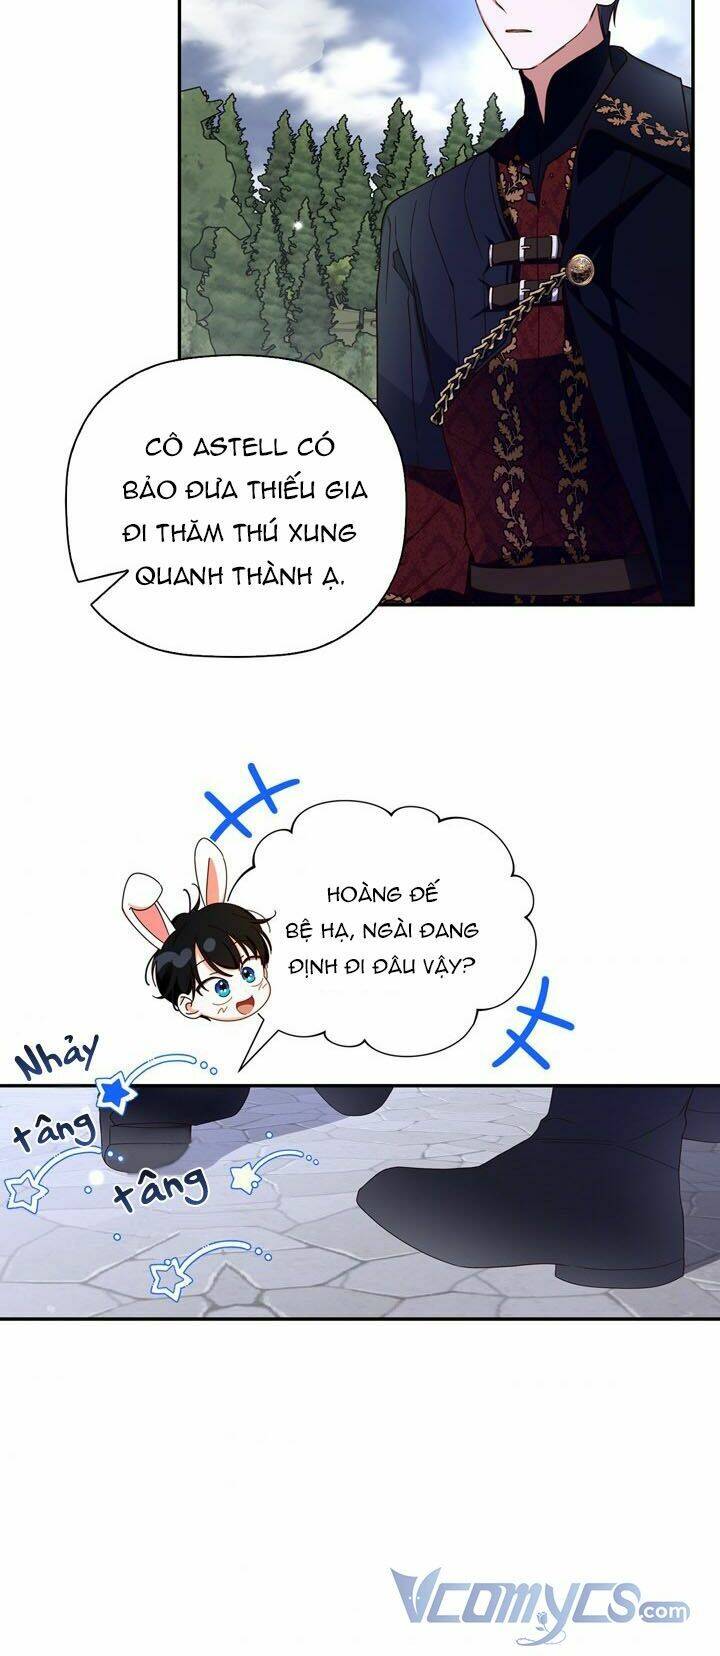 CÔ ASTELL CÓ
BẢO ĐƯA THIẾU GIA
ĐI THĂM THÚ XUNG
QUANH THÀNH Ạ.
HOÀNG ĐẾ
BỆ HẠ, NGÀI ĐANG
ĐỊNH ĐI ĐÂU VẬY?
Nhảy
tâng
tâng
VCOMYCS.com